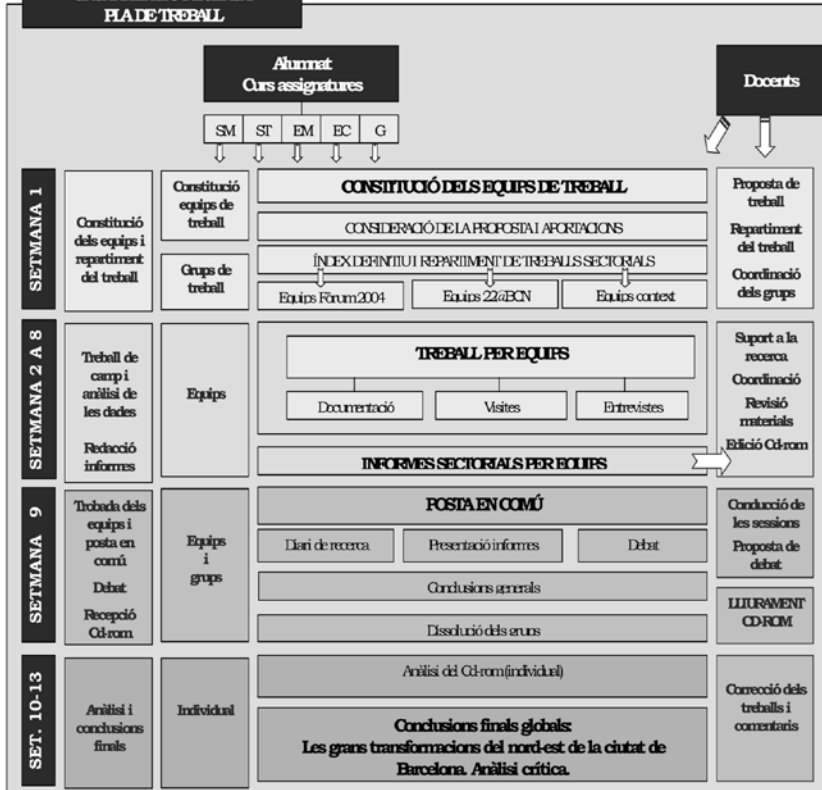 PLA DE TREBALL
Alumnat
Curs assignatures
Docents
SM
ST
EM
EC
G
SETMANA 1
Constitució
dels equips i
repartiment
del treball
Constitució
equips de
treball
Grups de
treball
CONSTITUCIÓ DELS EQUIPS DE TREBALL
CONSIDERACIÓ DE LA PROPOSTA I APORTACIONS
ÍNDEX DEFINITIU I REPARTIMENT DE TREBALLS SECTORIALS
Equips Fòrum 2004
Equips 22@BCN
Equips context
Proposta de
treball
Repartiment
del treball
Coordinació
dels grups
SETMANA 2 A 8
Treball de
camp i
anàlisi de
les dades
Redacció
informes
Equips
TREBALL PER EQUIPS
Documentació
Visites
Entrevistes
INFORMES SECTORIALS PER EQUIPS
Suport a la
recerca
Coordinació
Revisió
materials
Edició Cd-rom
SETMANA 9
Trobada dels
equips i
posta en
comú
Debat
Recepció
Cd-rom
Equips
i
grups
POSTA EN COMÚ
Diari de recerca
Presentació informes
Debat
Conclusions generals
Dissolució dels grups
Conducció de
les sessions
Proposta de
debat
LLIURAMENT
CD-ROM
SET. 10-13
Anàlisi i
conclusions
finals
Individual
Anàlisi del Cd-rom (individual)
Conclusions finals globals:
Les grans transformacions del nord-est de la ciutat de
Barcelona. Anàlisi crítica.
Correcció dels
treballs i
comentaris